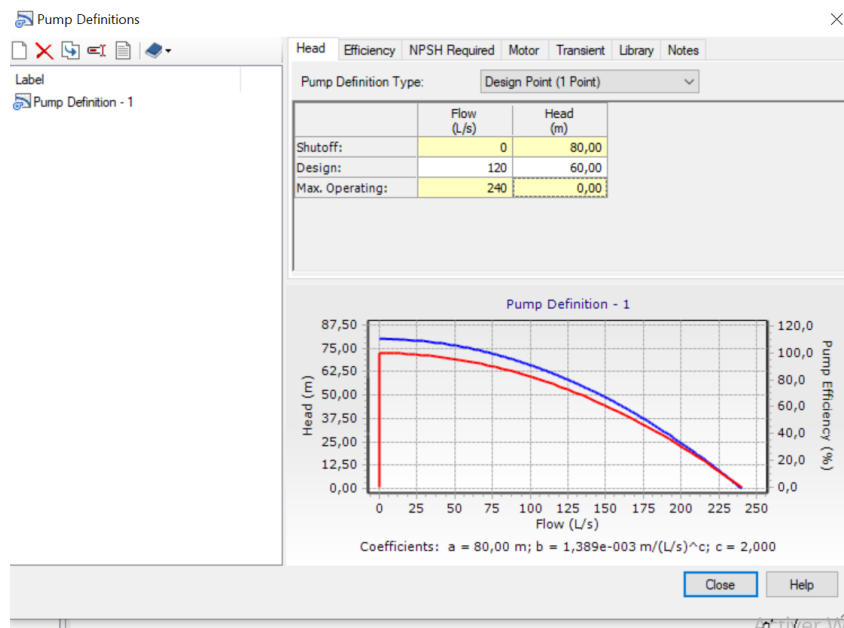 Pump Definitions
Label
Pump Definition - 1
Head Efficiency NPSH Required Motor Transient Library Notes
Pump Definition Type: Design Point (1 Point)
Flow (L/s) Head (m)
Shutoff: 0 80,00
Design: 120 60,00
Max. Operating: 240 0,00
Pump Definition - 1
Head (m)
87,50
75,00
62,50
50,00
37,50
25,00
12,50
0,00
120,0
100,0
80,0
60,0
40,0
20,0
0,0
Pump Efficiency (%)
0 25 50 75 100 125 150 175 200 225 250
Flow (L/s)
Coefficients: a = 80,00 m; b = 1,389e-003 m/(L/s)^c; c = 2,000
Close Help